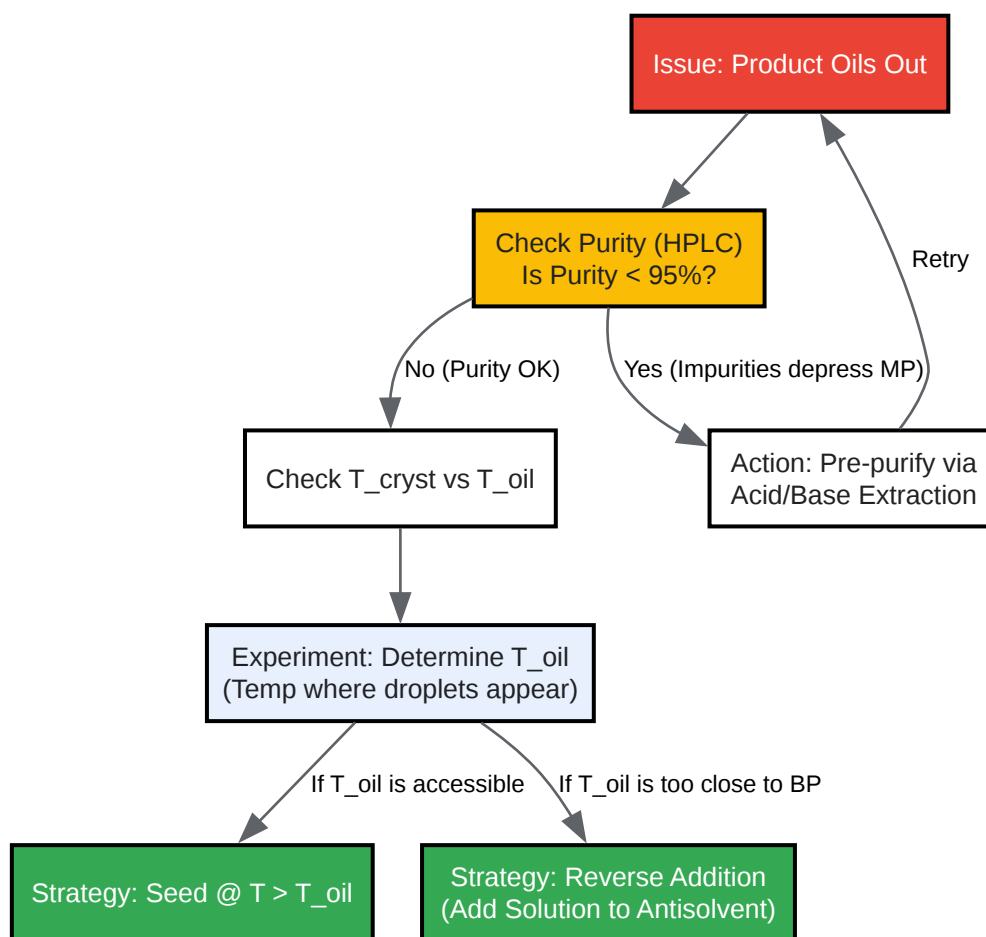 Issue: Product Oils Out
Check Purity (HPLC)
Is Purity < 95%?
Retry
No (Purity OK)
Yes (Impurities depress MP)
Check T_cryst vs T_oil
Action: Pre-purify via
Acid/Base Extraction
Experiment: Determine T_oil
(Temp where droplets appear)
If T_oil is accessible
If T_oil is too close to BP
Strategy: Seed @ T > T_oil
Strategy: Reverse Addition
(Add Solution to Antisolvent)